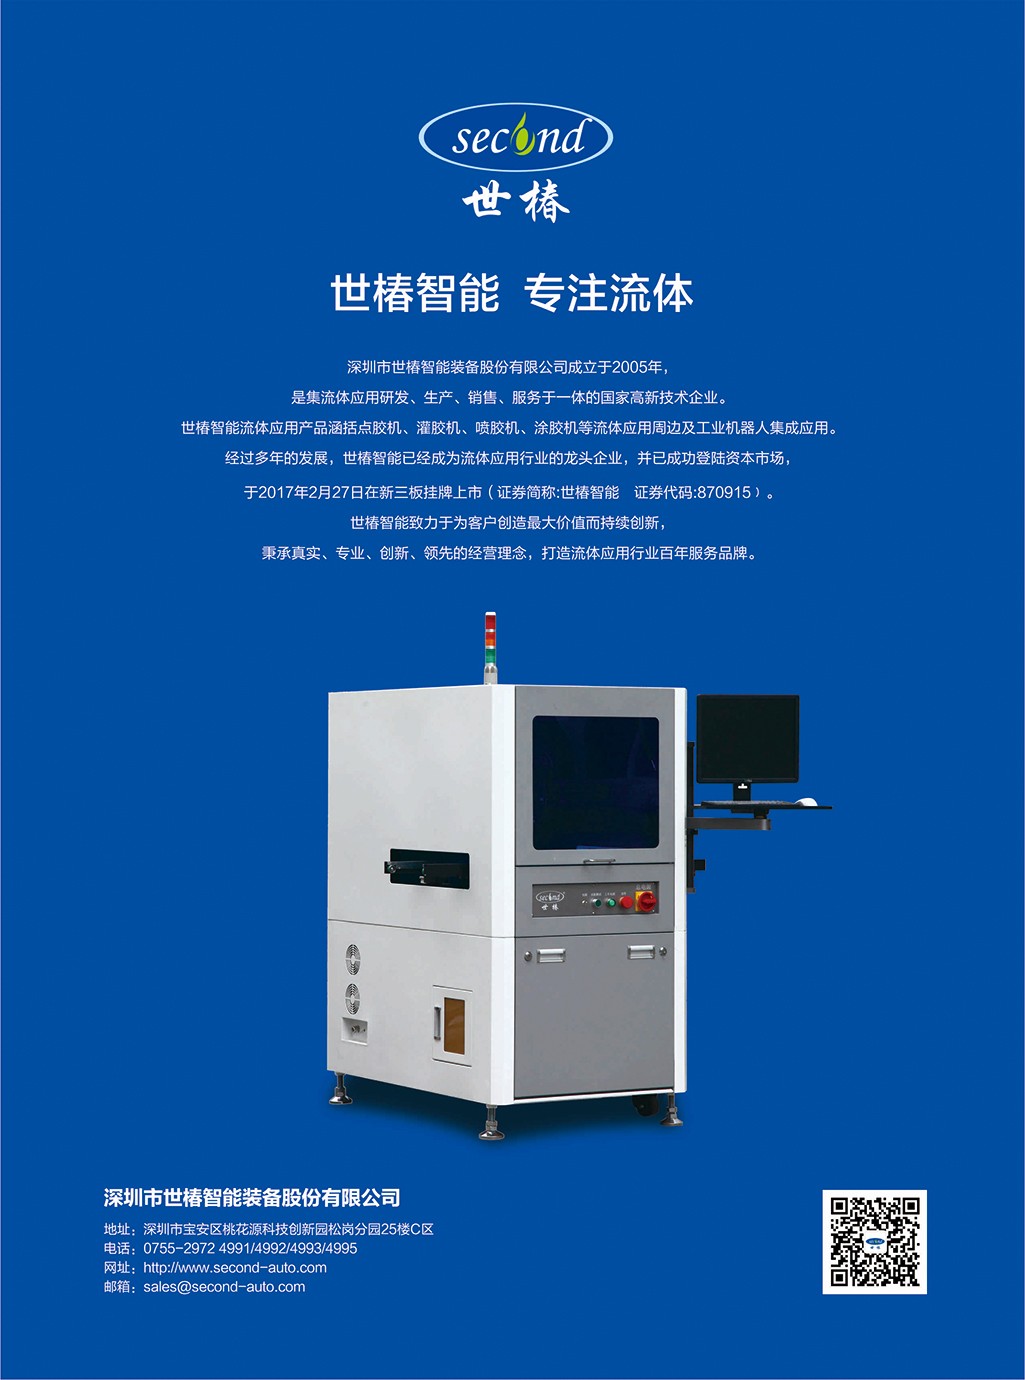 second
世椿
世椿智能 专注流体
深圳市世椿智能装备股份有限公司成立于2005年，
是集流体应用研发、生产、销售、服务于一体的国家高新技术企业。
世椿智能流体应用产品涵括点胶机、灌胶机、喷胶机、涂胶机等流体应用周边及工业机器人集成应用。
经过多年的发展，世椿智能已经成为流体应用行业的龙头企业，并已成功登陆资本市场，
于2017年2月27日在新三板挂牌上市（证券简称:世椿智能 证券代码:870915）。
世椿智能致力于为客户创造最大价值而持续创新，
秉承真实、专业、创新、领先的经营理念，打造流体应用行业百年服务品牌。
second
世椿
深圳市世椿智能装备股份有限公司
地址：深圳市宝安区桃花源科技创新园松岗分园25楼C区
电话：0755-2972 4991/4992/4993/4995
网址：http://www.second-auto.com
邮箱：sales@second-auto.com